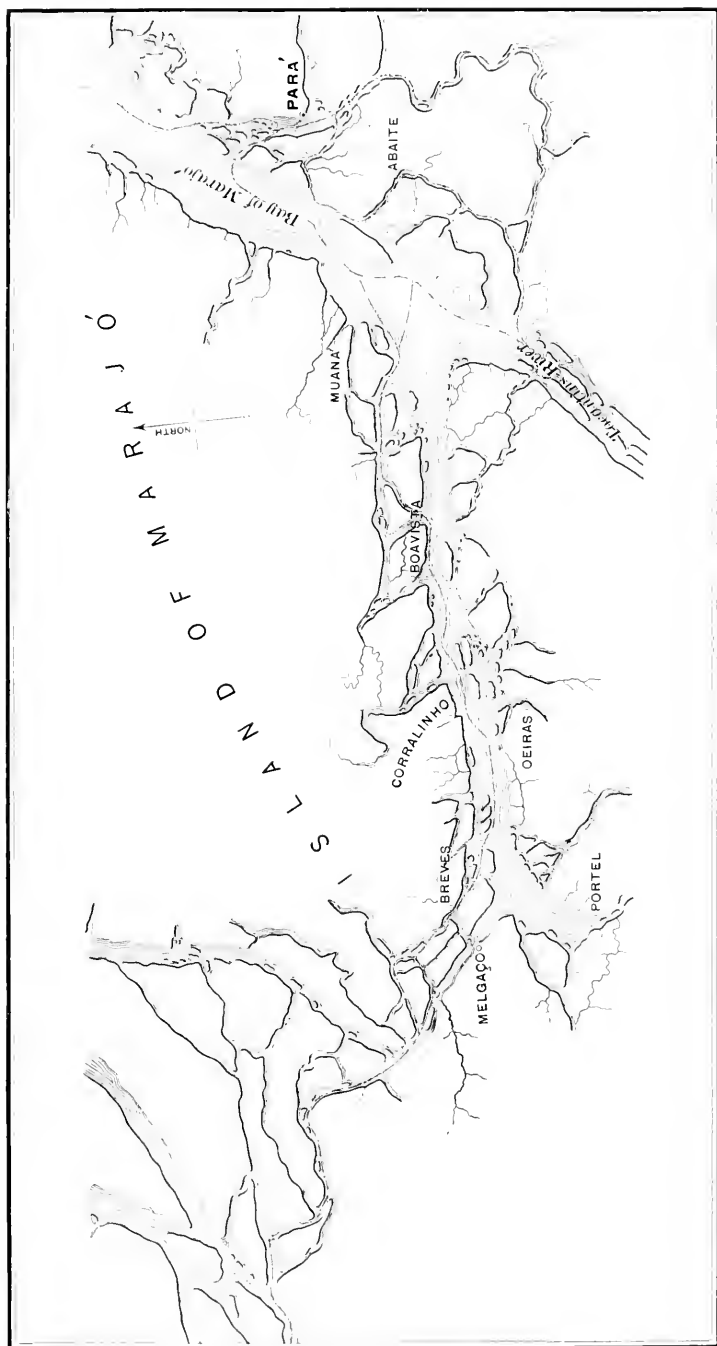 ISLAND OF MARAJÓ
NORTH
Bay of Marajó
PARÁ
ABAITE
MUANA
BOAVISTA
CORRALINHO
BREVES
MELGAÇO
OEIRAS
PORTEL
Tocantins River